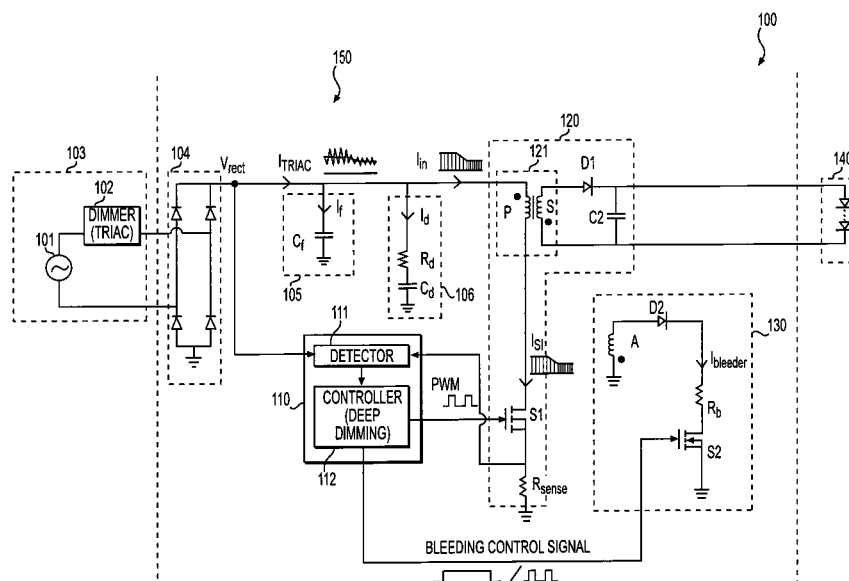 100
150
103
104
V_rect
I_TRIAC
I_in
120
121
D1
140
102
DIMMER
(TRIAC)
101
I_f
C_f
105
I_d
R_d
C_d
106
P
S
C2
111
DETECTOR
110
CONTROLLER
(DEEP
DIMMING)
112
PWM
I_S1
S1
R_sense
D2
130
A
I_bleeder
R_b
S2
BLEEDING CONTROL SIGNAL